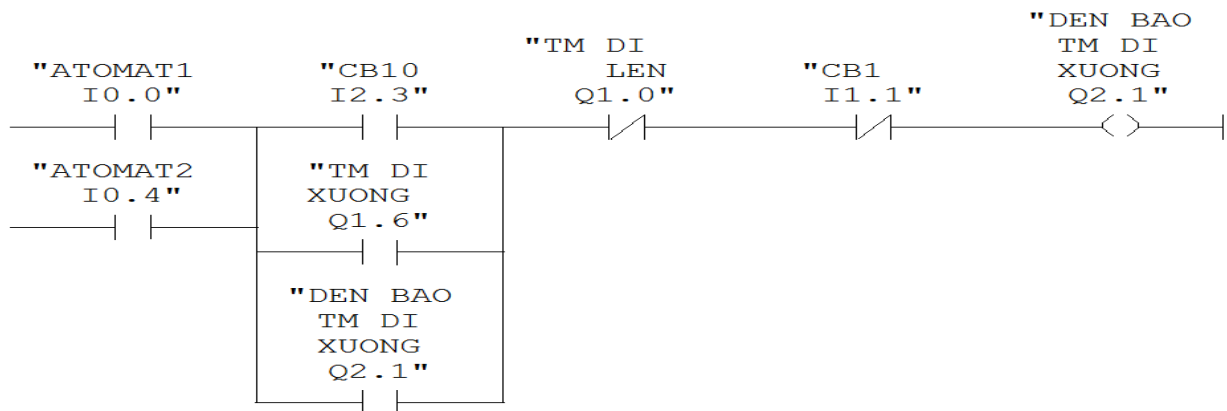 "ATOMAT1
I0.0"
"CB10
I2.3"
"TM DI
LEN
Q1.0"
"CB1
I1.1"
"DEN BAO
TM DI
XUONG
Q2.1"
"ATOMAT2
I0.4"
"TM DI
XUONG
Q1.6"
"DEN BAO
TM DI
XUONG
Q2.1"